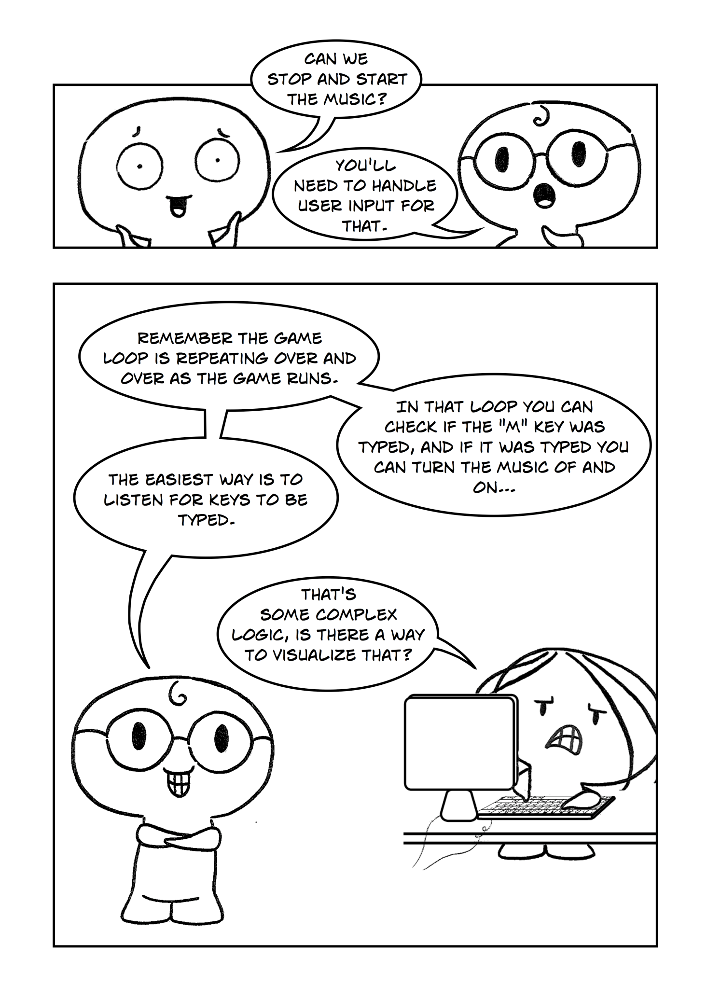 CAN WE
STOP AND START
THE MUSIC?
YOU'LL
NEED TO HANDLE
USER INPUT FOR
THAT.
REMEMBER THE GAME
LOOP IS REPEATING OVER AND
OVER AS THE GAME RUNS.
IN THAT LOOP YOU CAN
CHECK IF THE "M" KEY WAS
TYPED, AND IF IT WAS TYPED YOU
CAN TURN THE MUSIC OF AND
ON...
THE EASIEST WAY IS TO
LISTEN FOR KEYS TO BE
TYPED.
THAT'S
SOME COMPLEX
LOGIC, IS THERE A WAY
TO VISUALIZE THAT?